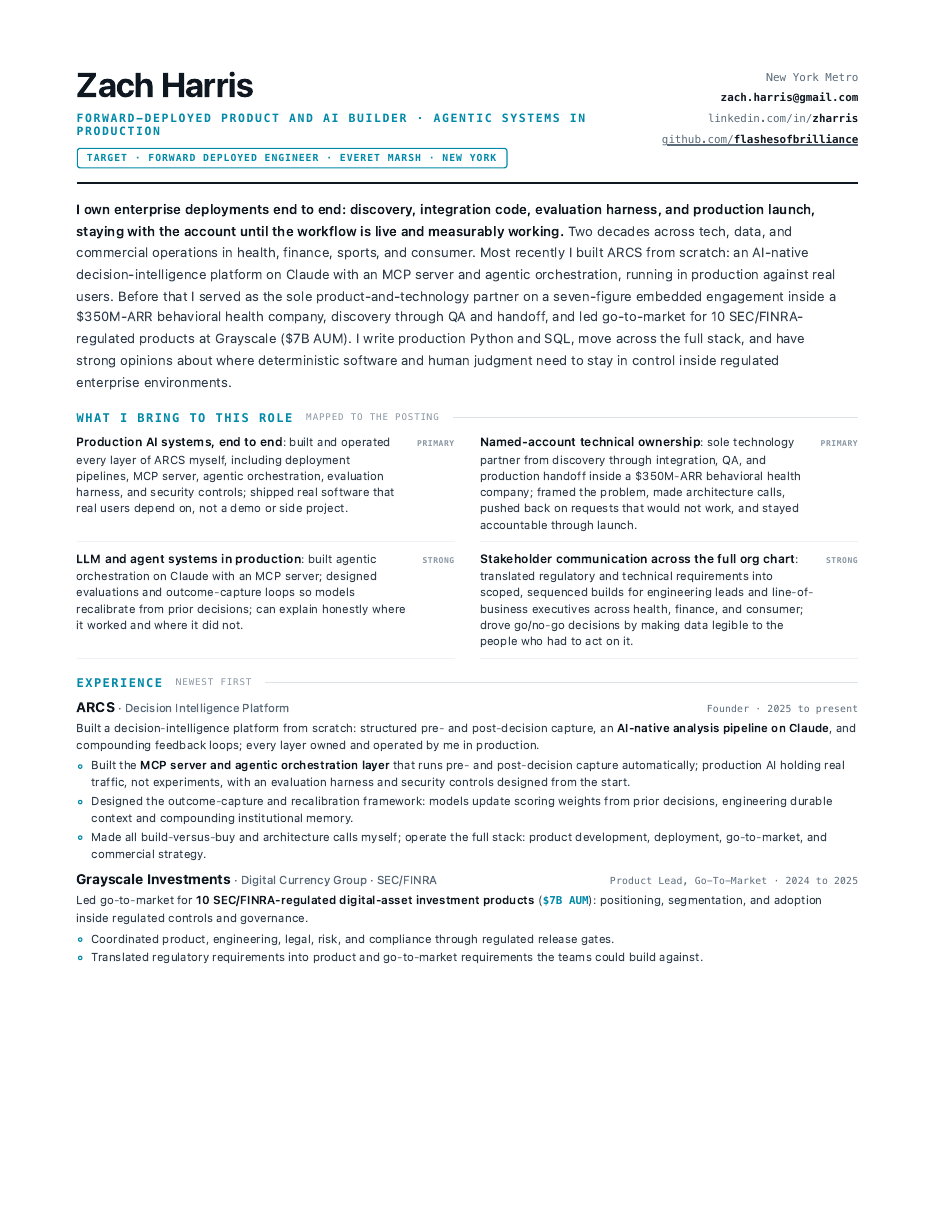 Zach Harris
FORWARD-DEPLOYED PRODUCT AND AI BUILDER · AGENTIC SYSTEMS IN
PRODUCTION
TARGET · FORWARD DEPLOYED ENGINEER · EVERET MARSH · NEW YORK
New York Metro
zach.harris@gmail.com
linkedin.com/in/zharris
github.com/flashesofbrilliance
I own enterprise deployments end to end: discovery, integration code, evaluation harness, and production launch,
staying with the account until the workflow is live and measurably working. Two decades across tech, data, and
commercial operations in health, finance, sports, and consumer. Most recently I built ARCS from scratch: an AI-native
decision-intelligence platform on Claude with an MCP server and agentic orchestration, running in production against real
users. Before that I served as the sole product-and-technology partner on a seven-figure embedded engagement inside a
$350M-ARR behavioral health company, discovery through QA and handoff, and led go-to-market for 10 SEC/FINRA-
regulated products at Grayscale ($7B AUM). I write production Python and SQL, move across the full stack, and have
strong opinions about where deterministic software and human judgment need to stay in control inside regulated
enterprise environments.
WHAT I BRING TO THIS ROLE MAPPED TO THE POSTING
Production AI systems, end to end: built and operated PRIMARY
every layer of ARCS myself, including deployment
pipelines, MCP server, agentic orchestration, evaluation
harness, and security controls; shipped real software that
real users depend on, not a demo or side project.
Named-account technical ownership: sole technology PRIMARY
partner from discovery through integration, QA, and
production handoff inside a $350M-ARR behavioral health
company; framed the problem, made architecture calls,
pushed back on requests that would not work, and stayed
accountable through launch.
LLM and agent systems in production: built agentic STRONG
orchestration on Claude with an MCP server; designed
evaluations and outcome-capture loops so models
recalibrate from prior decisions; can explain honestly where
it worked and where it did not.
Stakeholder communication across the full org chart: STRONG
translated regulatory and technical requirements into
scoped, sequenced builds for engineering leads and line-of-
business executives across health, finance, and consumer;
drove go/no-go decisions by making data legible to the
people who had to act on it.
EXPERIENCE NEWEST FIRST
ARCS · Decision Intelligence Platform Founder · 2025 to present
Built a decision-intelligence platform from scratch: structured pre- and post-decision capture, an AI-native analysis pipeline on Claude, and
compounding feedback loops; every layer owned and operated by me in production.
Built the MCP server and agentic orchestration layer that runs pre- and post-decision capture automatically; production AI holding real
traffic, not experiments, with an evaluation harness and security controls designed from the start.
Designed the outcome-capture and recalibration framework: models update scoring weights from prior decisions, engineering durable
context and compounding institutional memory.
Made all build-versus-buy and architecture calls myself; operate the full stack: product development, deployment, go-to-market, and
commercial strategy.
Grayscale Investments · Digital Currency Group · SEC/FINRA Product Lead, Go-To-Market · 2024 to 2025
Led go-to-market for 10 SEC/FINRA-regulated digital-asset investment products ($7B AUM): positioning, segmentation, and adoption
inside regulated controls and governance.
Coordinated product, engineering, legal, risk, and compliance through regulated release gates.
Translated regulatory requirements into product and go-to-market requirements the teams could build against.